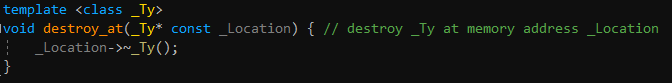 template <class _Ty>
void destroy_at(_Ty* const _Location) { // destroy _Ty at memory address _Location
    _Location->~_Ty();
}